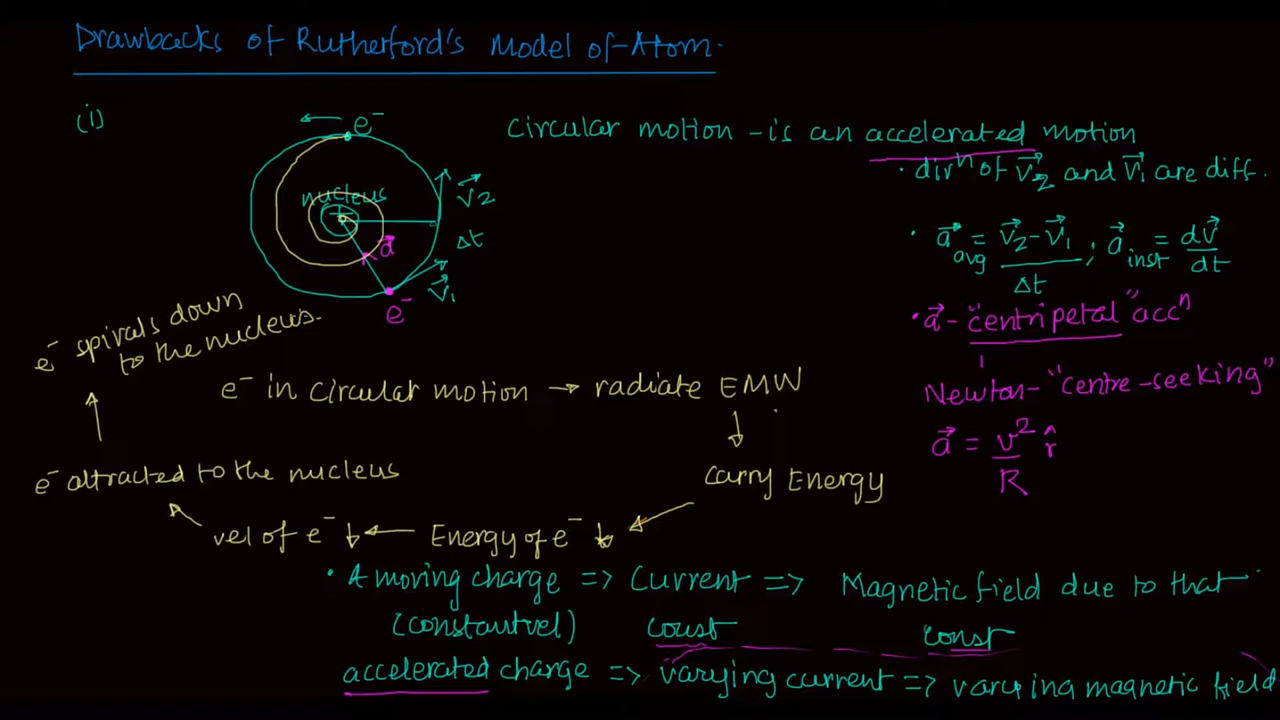 Drawbacks of Rutherford's Model of Atom.
(i)
e⁻
nucleus
+
v⃗2
Δt
a⃗
v⃗1
e⁻
circular motion - is an accelerated motion
· dirⁿ of v⃗2 and v⃗1 are diff.
· a⃗avg = (v⃗2 - v⃗1)/Δt ; a⃗inst = dv⃗/dt
· a⃗ - "centripetal" accⁿ
Newton - "centre-seeking"
a⃗ = v²/R r̂
e⁻ spirals down
to the nucleus.
e⁻ in circular motion → radiate EMW
↓
Carry Energy
Energy of e⁻ ↓
← vel of e⁻ ↓
e⁻ attracted to the nucleus
· A moving charge => Current => Magnetic field due to that
(constant vel) const const
accelerated charge => varying current => varying magnetic field